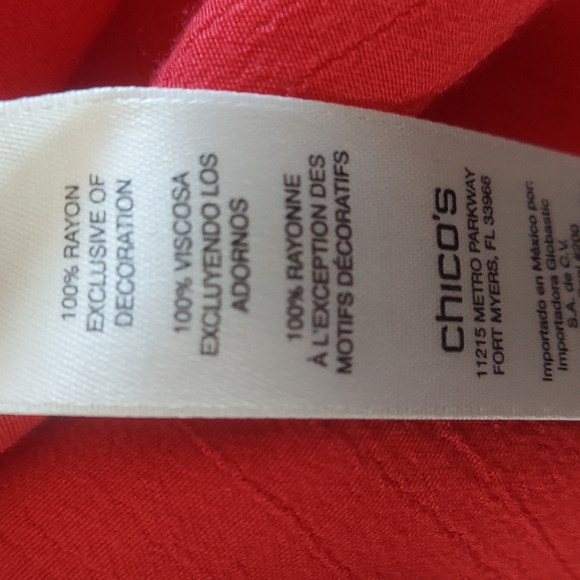 100% RAYON
EXCLUSIVE OF
DECORATION
100% VISCOSA
EXCLUYENDO LOS
ADORNOS
100% RAYONNE
À L'EXCEPTION DES
MOTIFS DÉCORATIFS
chico's
11215 METRO PARKWAY
FORT MYERS, FL 33966
Importado en México por:
Importadora Globastic
S.A. de C.V.